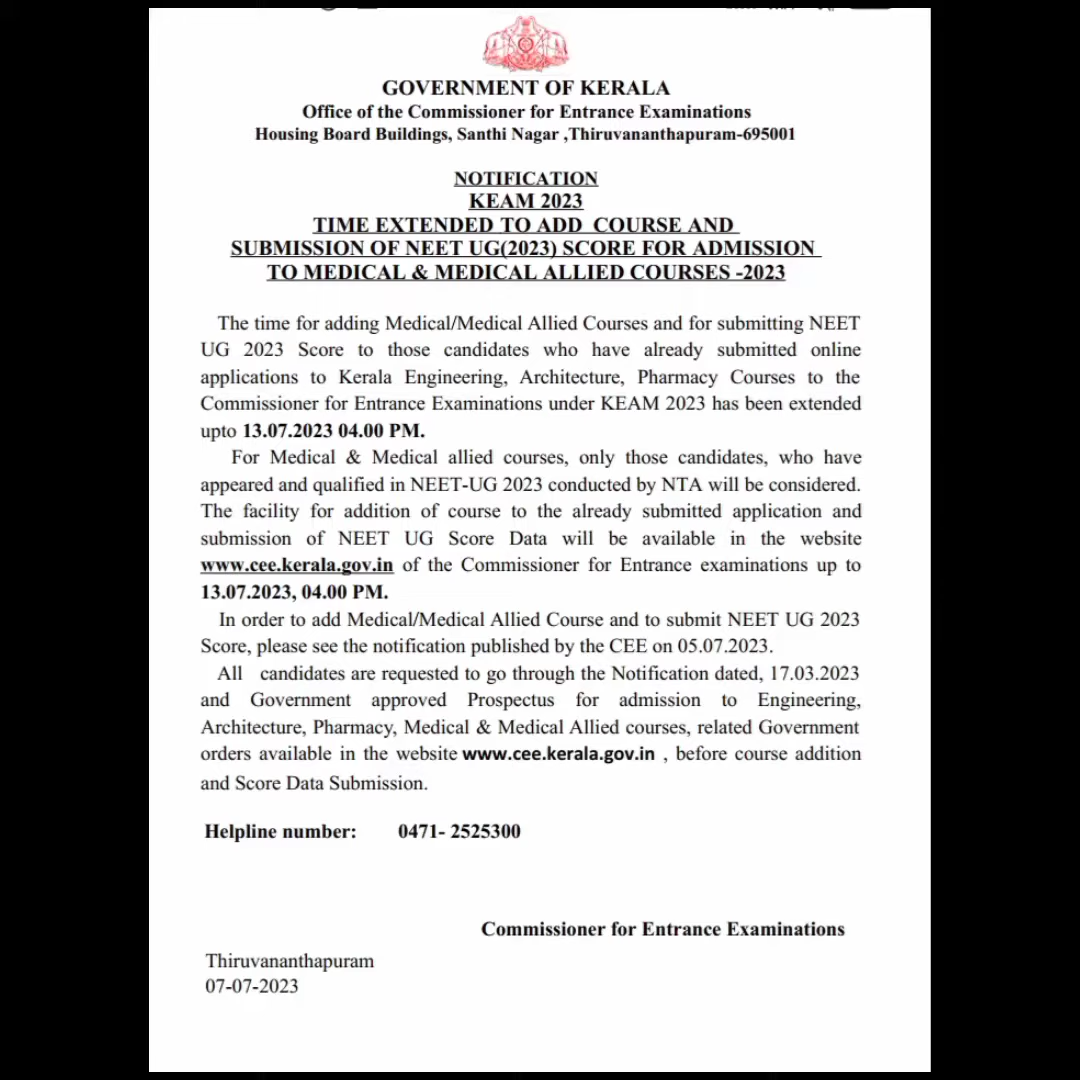 GOVERNMENT OF KERALA
Office of the Commissioner for Entrance Examinations
Housing Board Buildings, Santhi Nagar ,Thiruvananthapuram-695001
NOTIFICATION
KEAM 2023
TIME EXTENDED TO ADD COURSE AND
SUBMISSION OF NEET UG(2023) SCORE FOR ADMISSION
TO MEDICAL & MEDICAL ALLIED COURSES -2023
The time for adding Medical/Medical Allied Courses and for submitting NEET
UG 2023 Score to those candidates who have already submitted online
applications to Kerala Engineering, Architecture, Pharmacy Courses to the
Commissioner for Entrance Examinations under KEAM 2023 has been extended
upto 13.07.2023 04.00 PM.
For Medical & Medical allied courses, only those candidates, who have
appeared and qualified in NEET-UG 2023 conducted by NTA will be considered.
The facility for addition of course to the already submitted application and
submission of NEET UG Score Data will be available in the website
www.cee.kerala.gov.in of the Commissioner for Entrance examinations up to
13.07.2023, 04.00 PM.
In order to add Medical/Medical Allied Course and to submit NEET UG 2023
Score, please see the notification published by the CEE on 05.07.2023.
All candidates are requested to go through the Notification dated, 17.03.2023
and Government approved Prospectus for admission to Engineering,
Architecture, Pharmacy, Medical & Medical Allied courses, related Government
orders available in the website www.cee.kerala.gov.in , before course addition
and Score Data Submission.
Helpline number: 0471- 2525300
Commissioner for Entrance Examinations
Thiruvananthapuram
07-07-2023